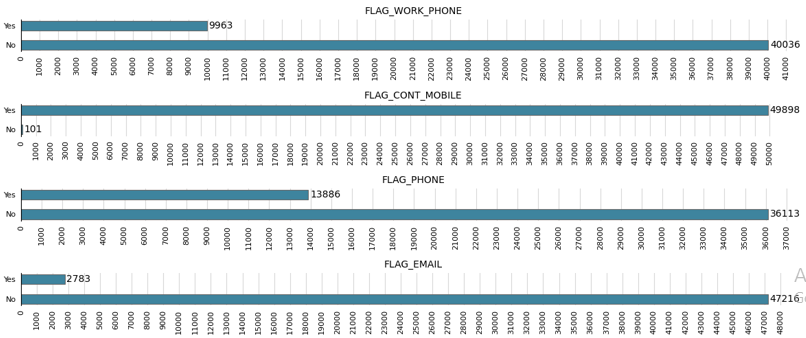 FLAG_WORK_PHONE
Yes 9963
No 40036
0 1000 2000 3000 4000 5000 6000 7000 8000 9000 10000 11000 12000 13000 14000 15000 16000 17000 18000 19000 20000 21000 22000 23000 24000 25000 26000 27000 28000 29000 30000 31000 32000 33000 34000 35000 36000 37000 38000 39000 40000 41000
FLAG_CONT_MOBILE
Yes 49898
No 101
0 1000 2000 3000 4000 5000 6000 7000 8000 9000 10000 11000 12000 13000 14000 15000 16000 17000 18000 19000 20000 21000 22000 23000 24000 25000 26000 27000 28000 29000 30000 31000 32000 33000 34000 35000 36000 37000 38000 39000 40000 41000 42000 43000 44000 45000 46000 47000 48000 49000 50000
FLAG_PHONE
Yes 13886
No 36113
0 1000 2000 3000 4000 5000 6000 7000 8000 9000 10000 11000 12000 13000 14000 15000 16000 17000 18000 19000 20000 21000 22000 23000 24000 25000 26000 27000 28000 29000 30000 31000 32000 33000 34000 35000 36000 37000
FLAG_EMAIL
Yes 2783
No 47216
0 1000 2000 3000 4000 5000 6000 7000 8000 9000 10000 11000 12000 13000 14000 15000 16000 17000 18000 19000 20000 21000 22000 23000 24000 25000 26000 27000 28000 29000 30000 31000 32000 33000 34000 35000 36000 37000 38000 39000 40000 41000 42000 43000 44000 45000 46000 47000 48000